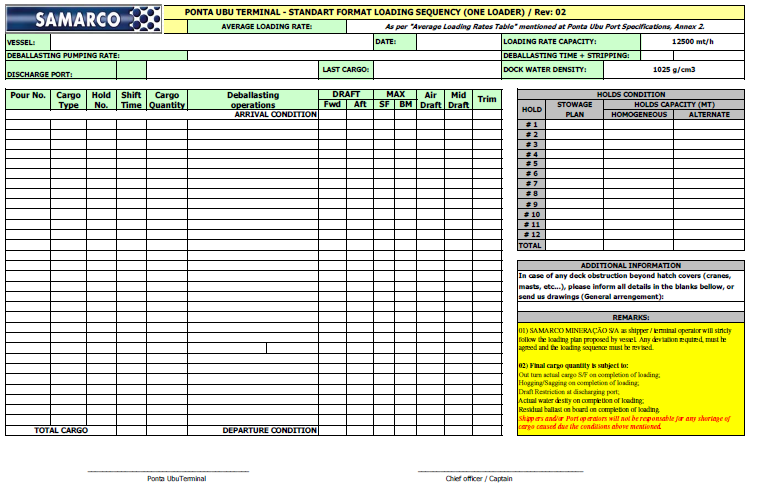 SAMARCO
PONTA UBU TERMINAL - STANDART FORMAT LOADING SEQUENCY (ONE LOADER) / Rev: 02
AVERAGE LOADING RATE: As per "Average Loading Rates Table" mentioned at Ponta Ubu Port Specifications, Annex 2.
VESSEL: DATE: LOADING RATE CAPACITY: 12500 mt/h
DEBALLASTING PUMPING RATE: DEBALLASTING TIME + STRIPPING:
DISCHARGE PORT: LAST CARGO: DOCK WATER DENSITY: 1025 g/cm3
Pour No. Cargo Type Hold No. Shift Time Cargo Quantity Deballasting operations DRAFT Fwd Aft MAX SF BM Air Draft Mid Draft Trim
ARRIVAL CONDITION
TOTAL CARGO DEPARTURE CONDITION
HOLDS CONDITION
HOLD STOWAGE PLAN HOLDS CAPACITY (MT)
HOMOGENEOUS ALTERNATE
# 1
# 2
# 3
# 4
# 5
# 6
# 7
# 8
# 9
# 10
# 11
# 12
TOTAL
ADDITIONAL INFORMATION
In case of any deck obstruction beyond hatch covers (cranes,
masts, etc...), please inform all details in the blanks bellow, or
send us drawings (General arrengement):
REMARKS:
01) SAMARCO MINERAÇÃO S/A as shipper / terminal operator will strictly
follow the loading plan proposed by vessel. Any deviation required, must be
agreed and the loading sequence must be revised.
02) Final cargo quantity is subject to:
Out turn actual cargo S/F on completion of loading;
Hogging/Sagging on completion of loading;
Draft Restriction at discharging port;
Actual water desity on completion of loading;
Residual ballast on board on completion of loading.
Shippers and/or Port operators will not be responsable for any shortage of
cargo caused due the conditions above mentioned.
Ponta UbuTerminal
Chief officer / Captain